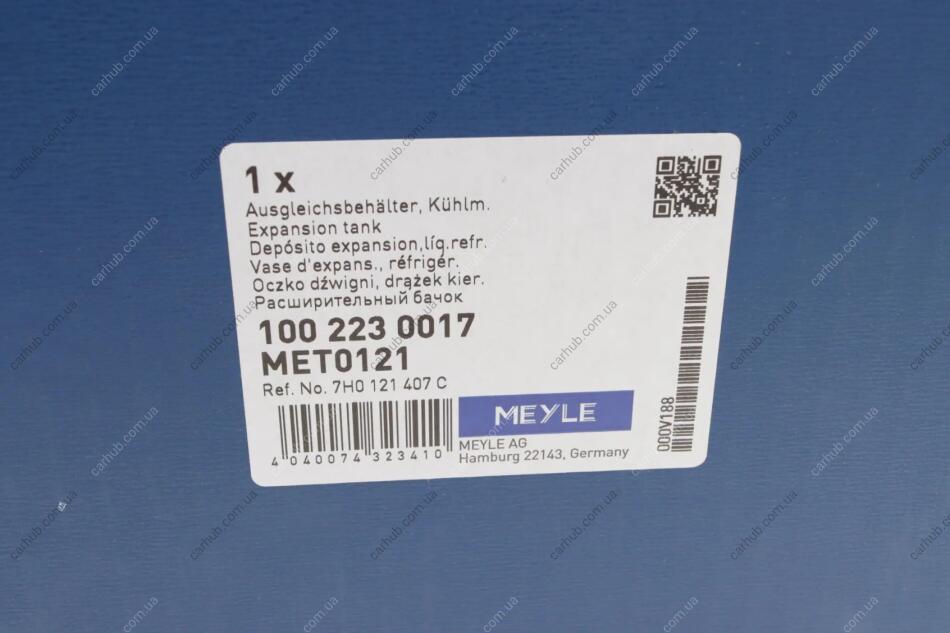 1 x
Ausgleichsbehälter, Kühlm.
Expansion tank
Depósito expansion,líq.refr.
Vase d'expans., réfrigér.
Oczko dźwigni, drążek kier.
Расширительный бачок
100 223 0017
MET0121
Ref. No. 7H0 121 407 C
4 040074 323410
MEYLE
MEYLE AG
Hamburg 22143, Germany
000V188
carhub.com.ua